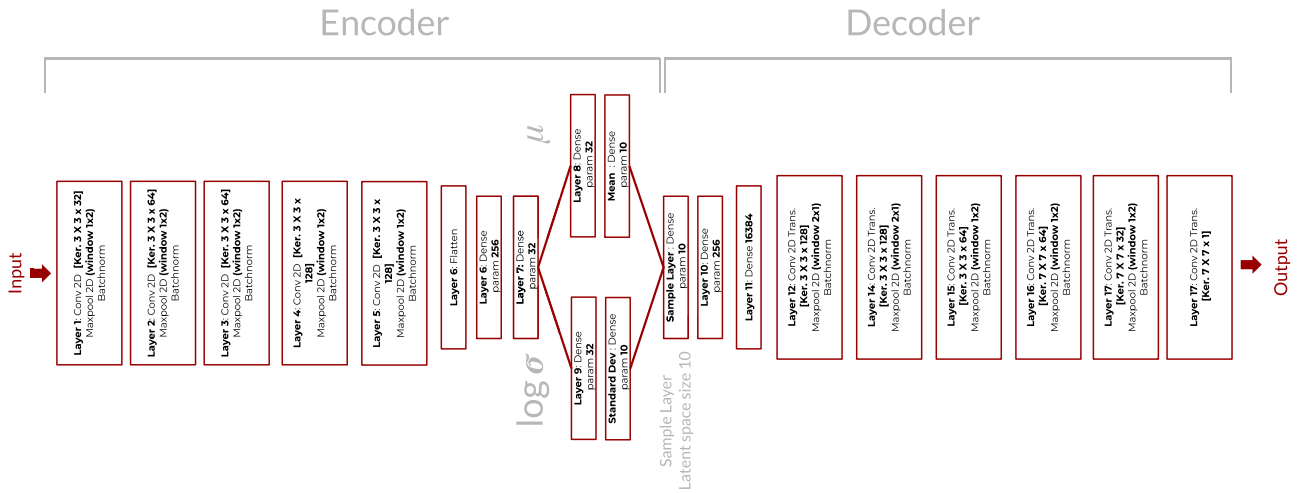 Encoder
Decoder
Input
Layer 1: Conv 2D [Ker. 3 X 3 x 32]
Maxpool 2D (window 1x2)
Batchnorm
Layer 2: Conv 2D [Ker. 3 X 3 x 64]
Maxpool 2D (window 1x2)
Batchnorm
Layer 3: Conv 2D [Ker. 3 X 3 x 64]
Maxpool 2D (window 1x2)
Batchnorm
Layer 4: Conv 2D [Ker. 3 X 3 x
128]
Maxpool 2D (window 1x2)
Batchnorm
Layer 5: Conv 2D [Ker. 3 X 3 x
128]
Maxpool 2D (window 1x2)
Batchnorm
Layer 6: Flatten
Layer 6: Dense
param 256
Layer 7: Dense
param 32
μ
Layer 8: Dense
param 32
Mean : Dense
param 10
log σ
Layer 9: Dense
param 32
Standard Dev : Dense
param 10
Sample Layer : Dense
param 10
Sample Layer
Latent space size 10
Layer 10: Dense
param 256
Layer 11: Dense 16384
Layer 12: Conv 2D Trans.
[Ker. 3 X 3 x 128]
Maxpool 2D (window 2x1)
Batchnorm
Layer 14: Conv 2D Trans.
[Ker. 3 X 3 x 128]
Maxpool 2D (window 2x1)
Batchnorm
Layer 15: Conv 2D Trans.
[Ker. 3 X 3 x 64]
Maxpool 2D (window 1x2)
Batchnorm
Layer 16: Conv 2D Trans.
[Ker. 7 X 7 x 64]
Maxpool 2D (window 1x2)
Batchnorm
Layer 17: Conv 2D Trans.
[Ker. 7 X 7 x 32]
Maxpool 2D (window 1x2)
Batchnorm
Layer 17: Conv 2D Trans.
[Ker. 7 X 7 x 1]
Output